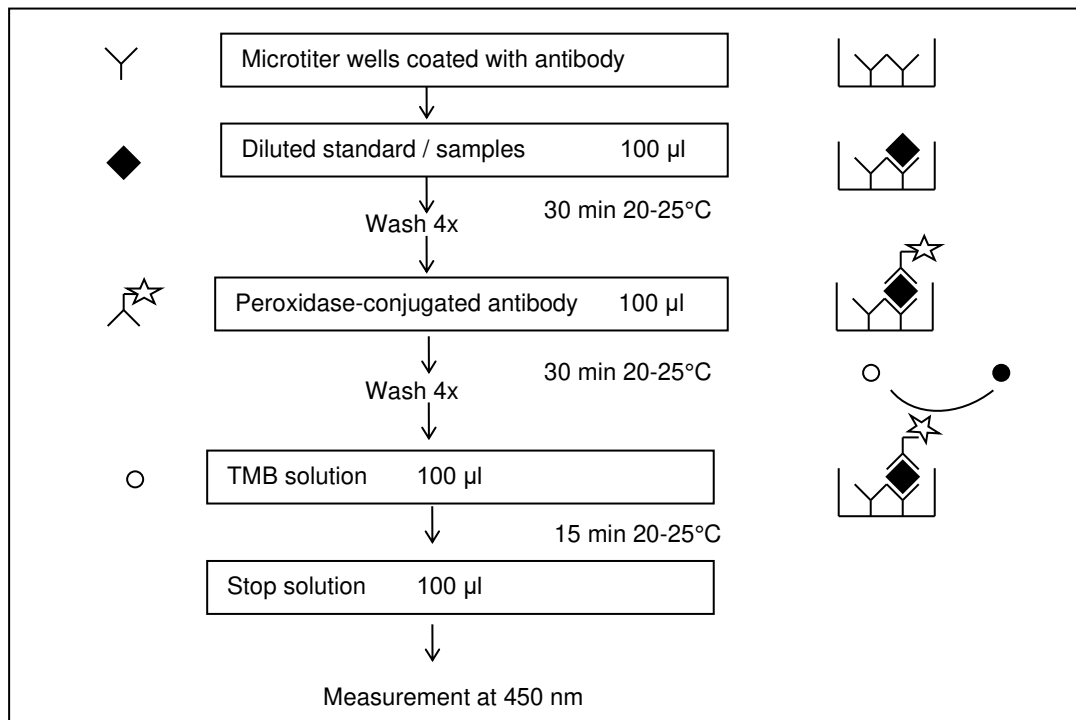 Microtiter wells coated with antibody
Diluted standard / samples 100 µl
30 min 20-25°C
Wash 4x
Peroxidase-conjugated antibody 100 µl
30 min 20-25°C
Wash 4x
TMB solution 100 µl
15 min 20-25°C
Stop solution 100 µl
Measurement at 450 nm